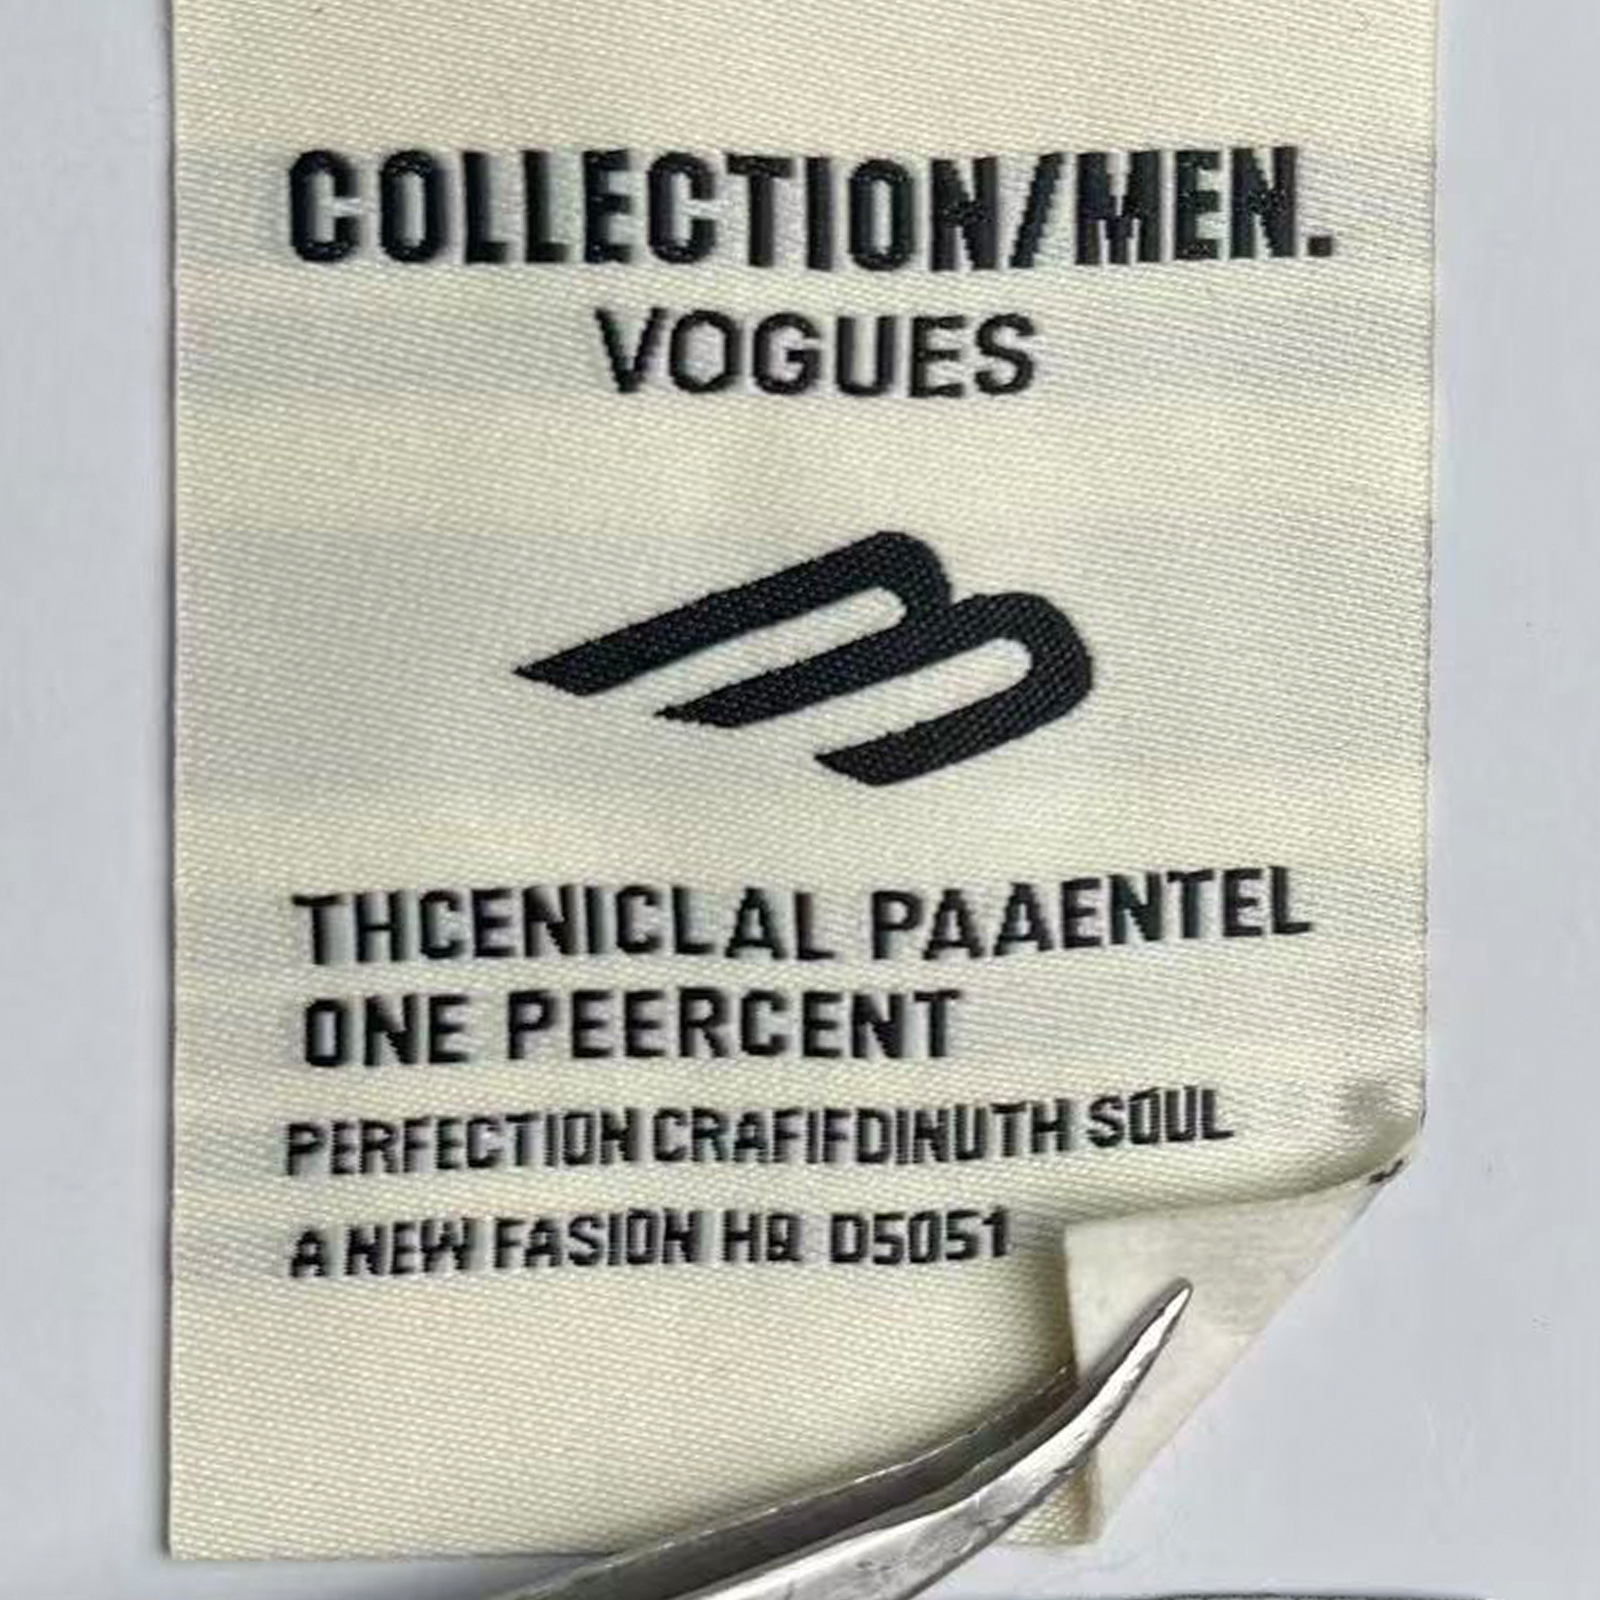 COLLECTION/MEN.
VOGUES
THCENICLAL PAAENTEL
ONE PEERCENT
PERFECTION CRAFIFDINUTH SOUL
A NEW FASION HQ D5051